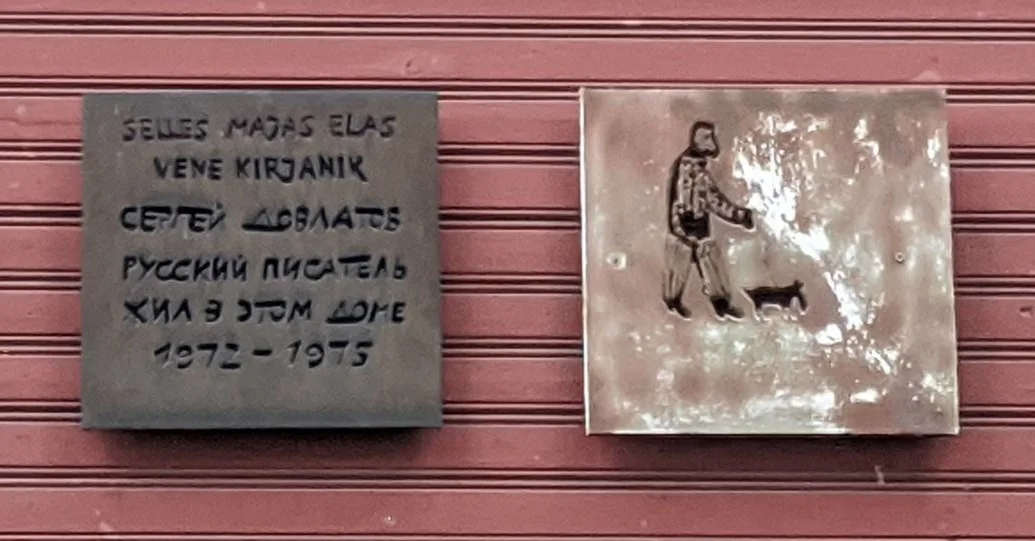 SELLES MAJAS ELAS
VENE KIRJANIK
СЕРГЕЙ ДОВЛАТОВ
РУССКИЙ ПИСАТЕЛЬ
ЖИЛ В ЭТОМ ДОМЕ
1972 - 1975